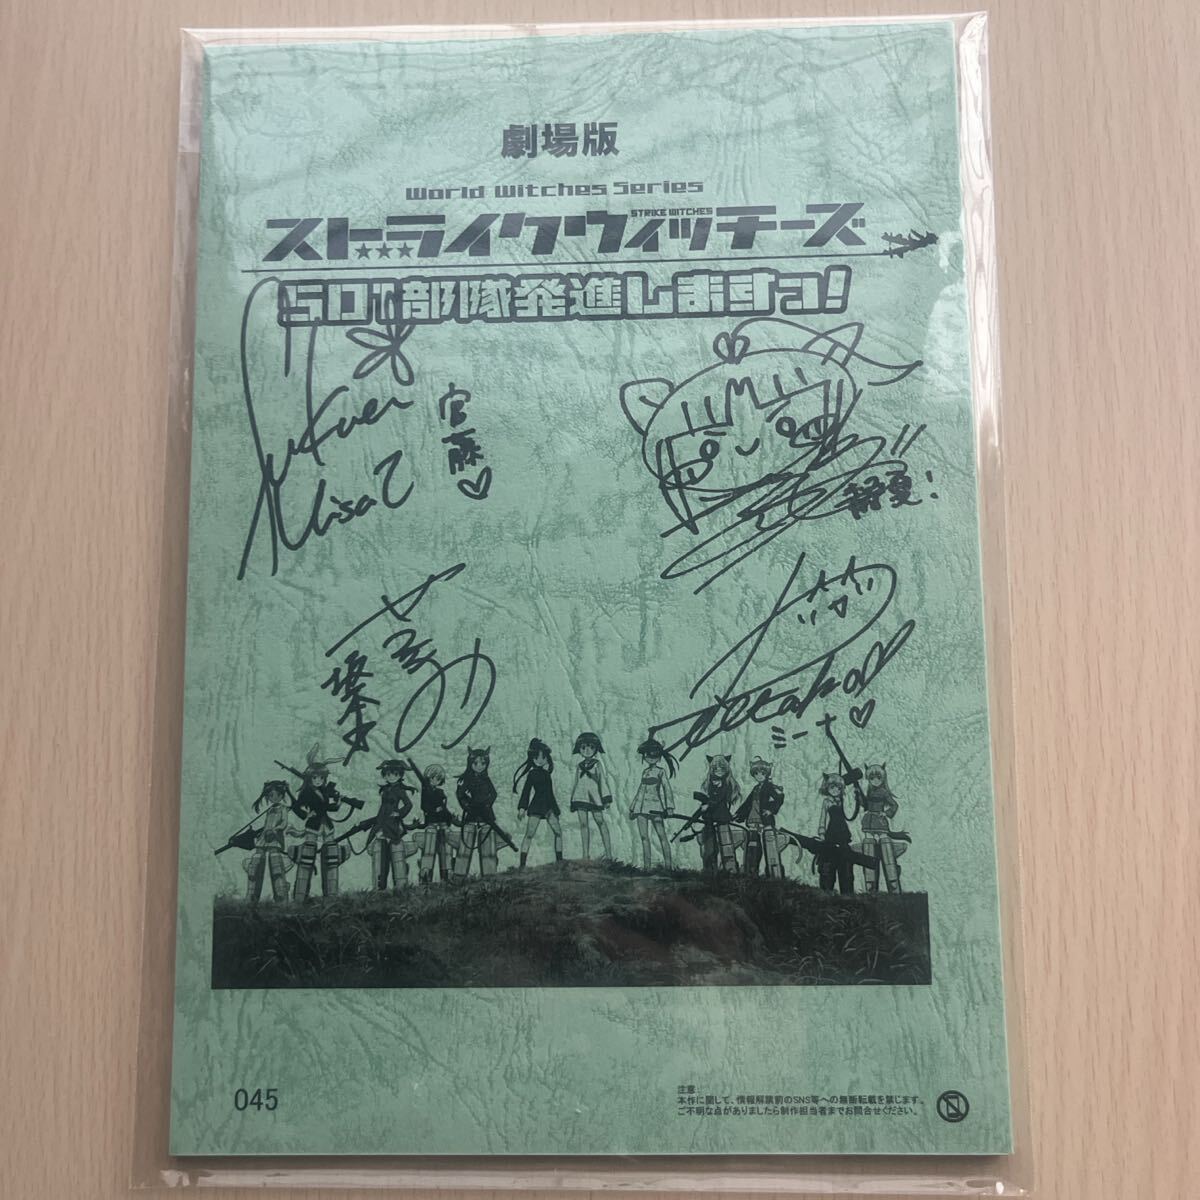 劇場版
World Witches Series
ストライクウィッチーズ
STRIKE WITCHES
501部隊発進しますっ!
宮藤♡
Misato
静夏!
坂本
ミーナ♡
045
注意:
本作に関して、情報解禁前のSNS等への無断転載を禁じます。
ご不明な点がありましたら制作担当者までお問合せください。